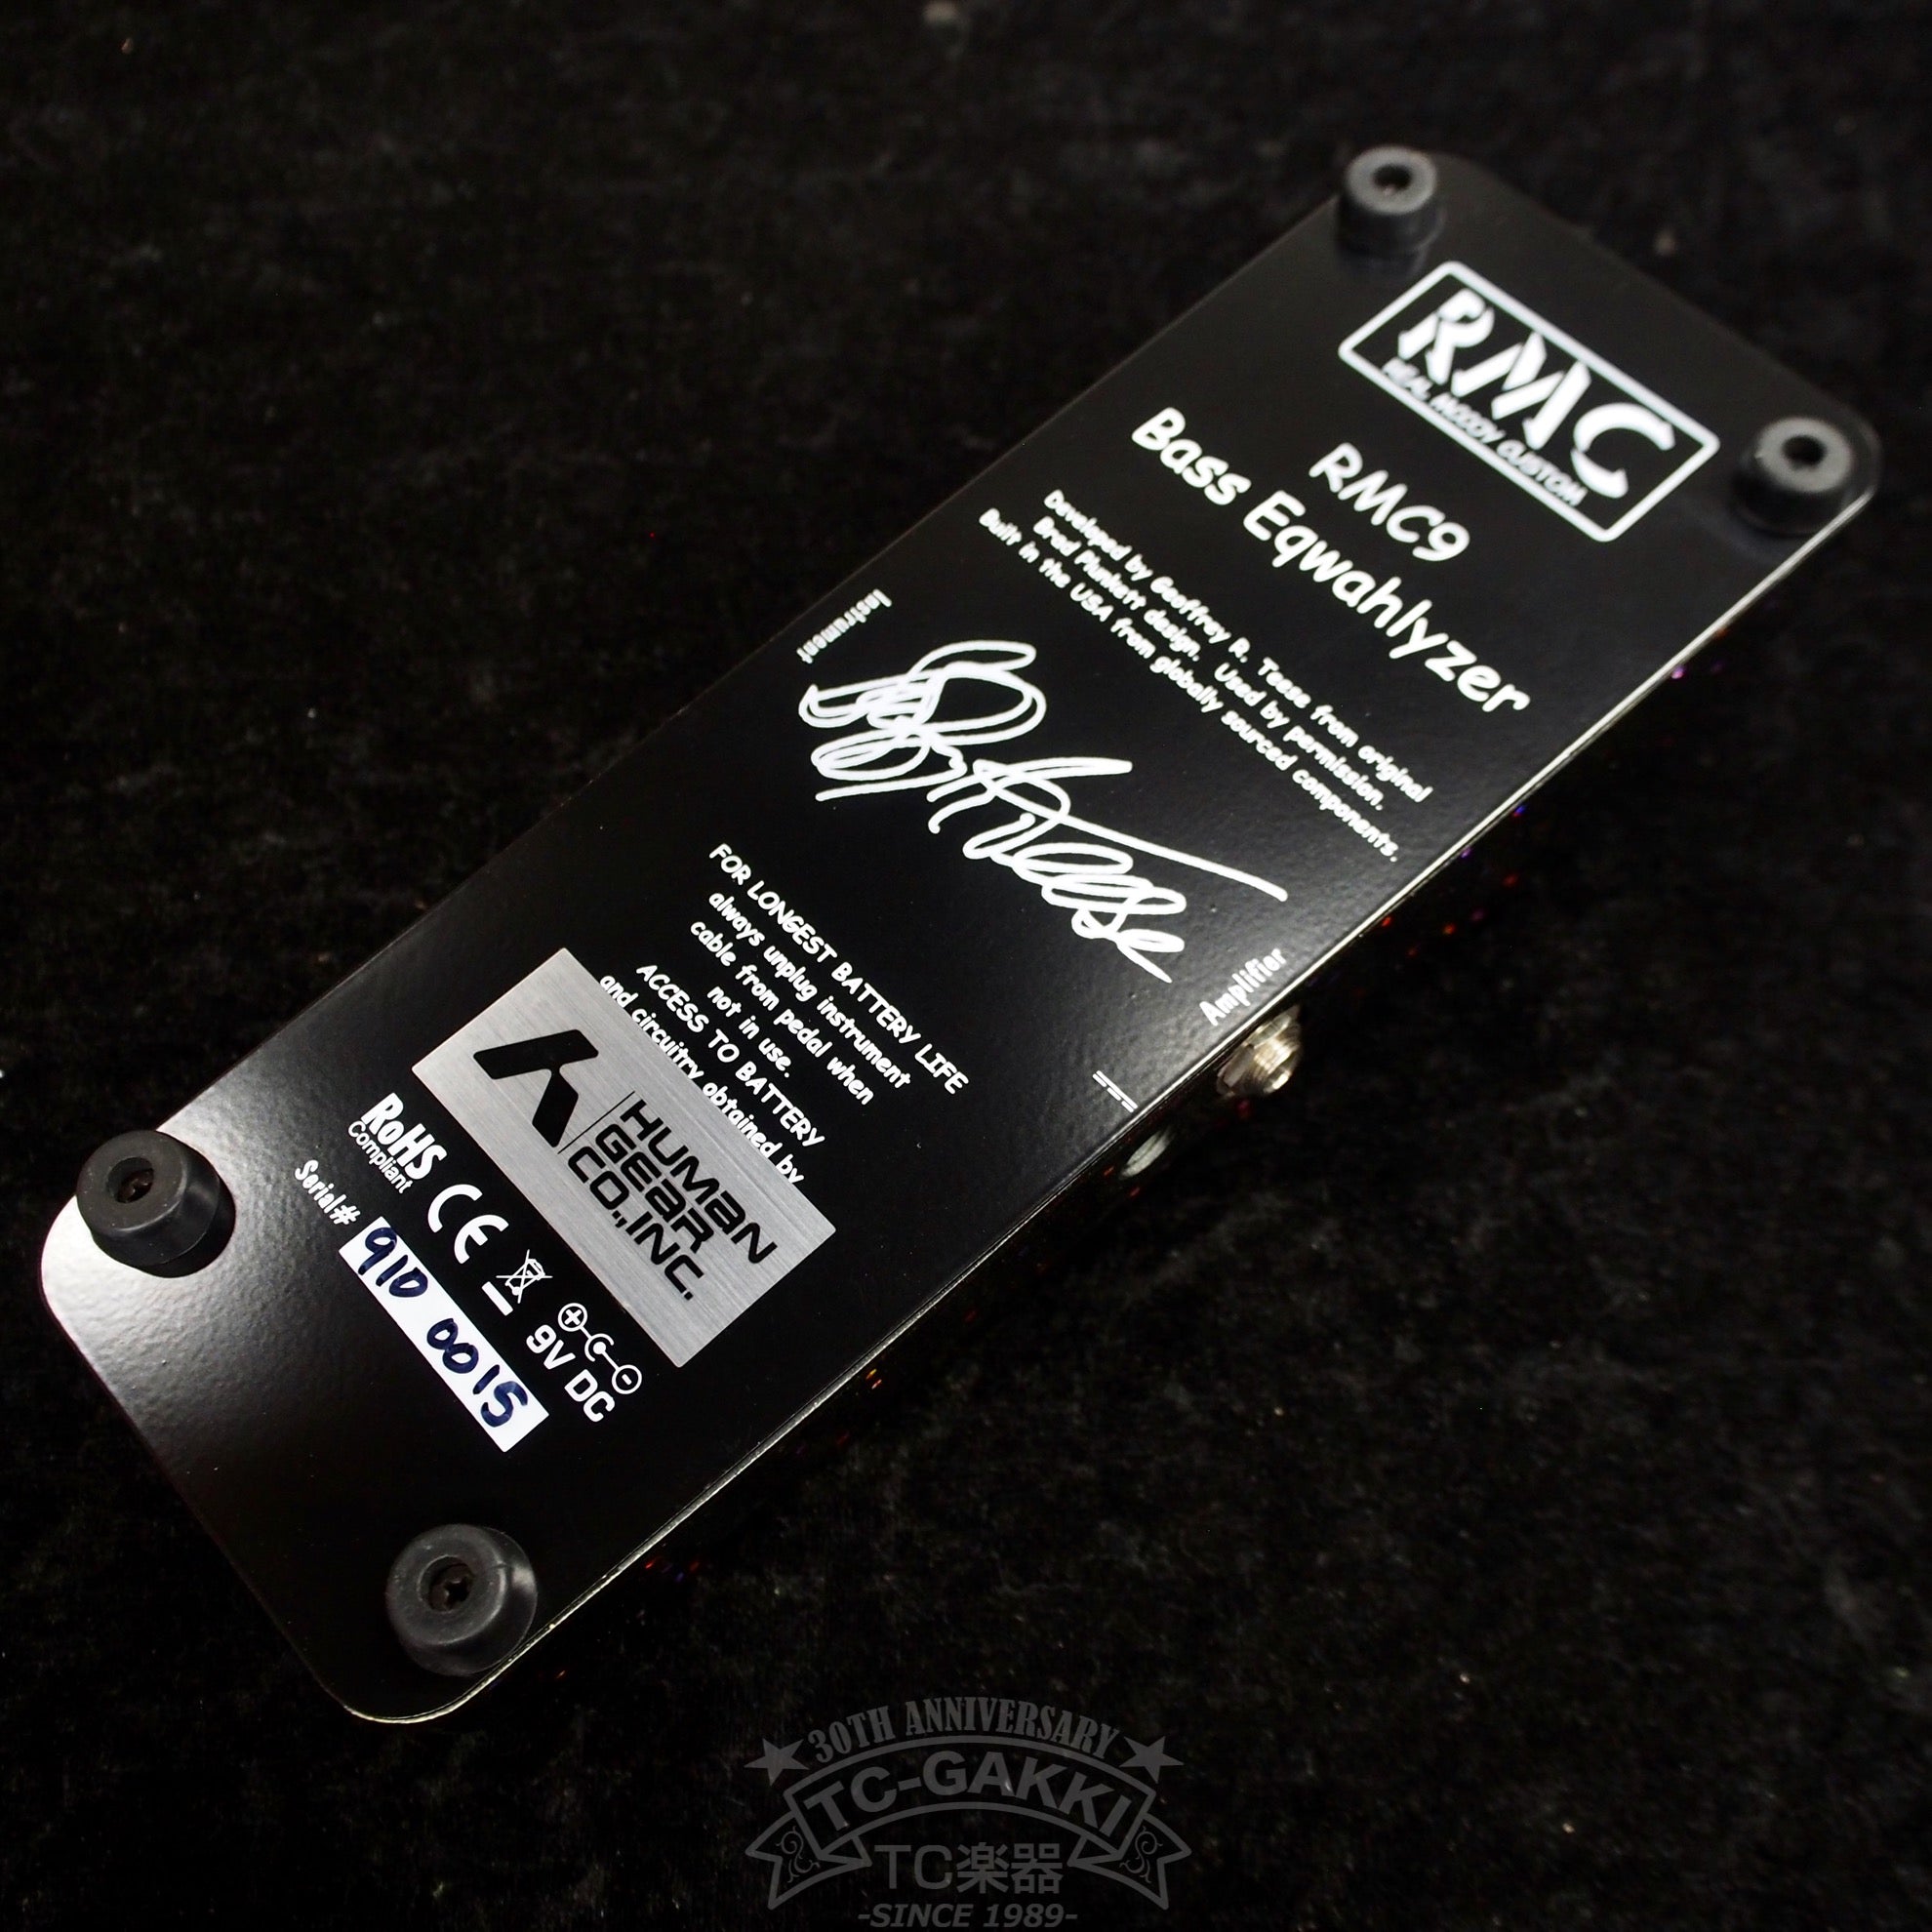 RMC
REAL MCCOY CUSTOM
RMC9
Bass Eqwahlyzer
Developed by Geoffrey R. Teese from original
Brad Plunkett design. Used by permission.
Built in the USA from globally sourced components.
Instrument
Amplifier
FOR LONGEST BATTERY LIFE
always unplug instrument
cable from pedal when
not in use.
ACCESS TO BATTERY
and circuitry obtained by
HUMAN
GEAR
CO.,INC.
RoHS
Compliant
CE
9V DC
Serial#
910 0015
30TH ANNIVERSARY
TC-GAKKI
TC楽器
-SINCE 1989-